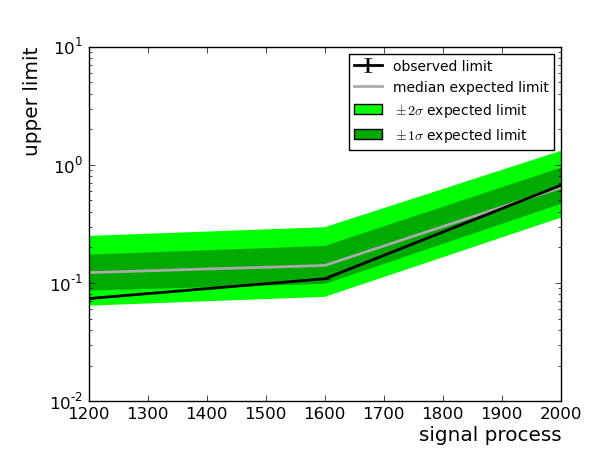 upper limit
10^1
10^0
10^-1
10^-2
observed limit
median expected limit
±2σ expected limit
±1σ expected limit
1200 1300 1400 1500 1600 1700 1800 1900 2000
signal process